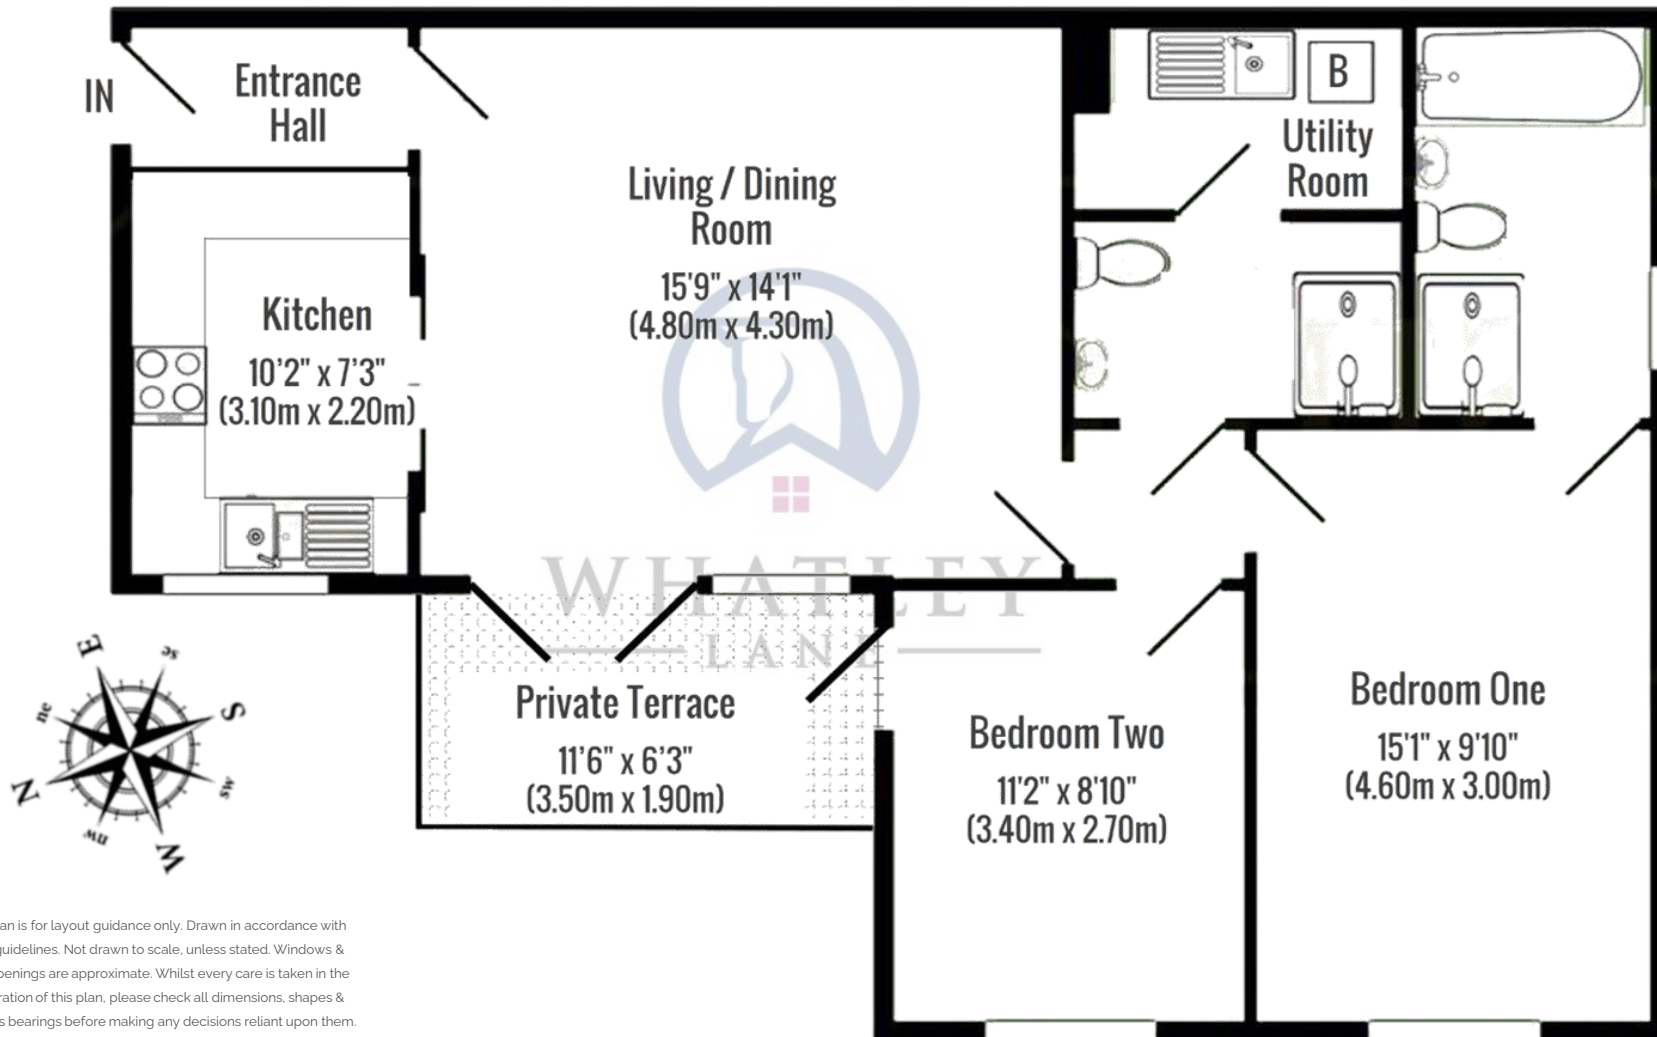 IN
Entrance
Hall
Living / Dining
Room
15'9" x 14'1"
(4.80m x 4.30m)
B
Utility
Room
Kitchen
10'2" x 7'3"
(3.10m x 2.20m)
WHATLEY
LANE
Private Terrace
11'6" x 6'3"
(3.50m x 1.90m)
Bedroom Two
11'2" x 8'10"
(3.40m x 2.70m)
Bedroom One
15'1" x 9'10"
(4.60m x 3.00m)
E
se
ne
S
N
sw
nw
W
an is for layout guidance only. Drawn in accordance with
guidelines. Not drawn to scale, unless stated. Windows &
penings are approximate. Whilst every care is taken in the
ration of this plan, please check all dimensions, shapes &
s bearings before making any decisions reliant upon them.